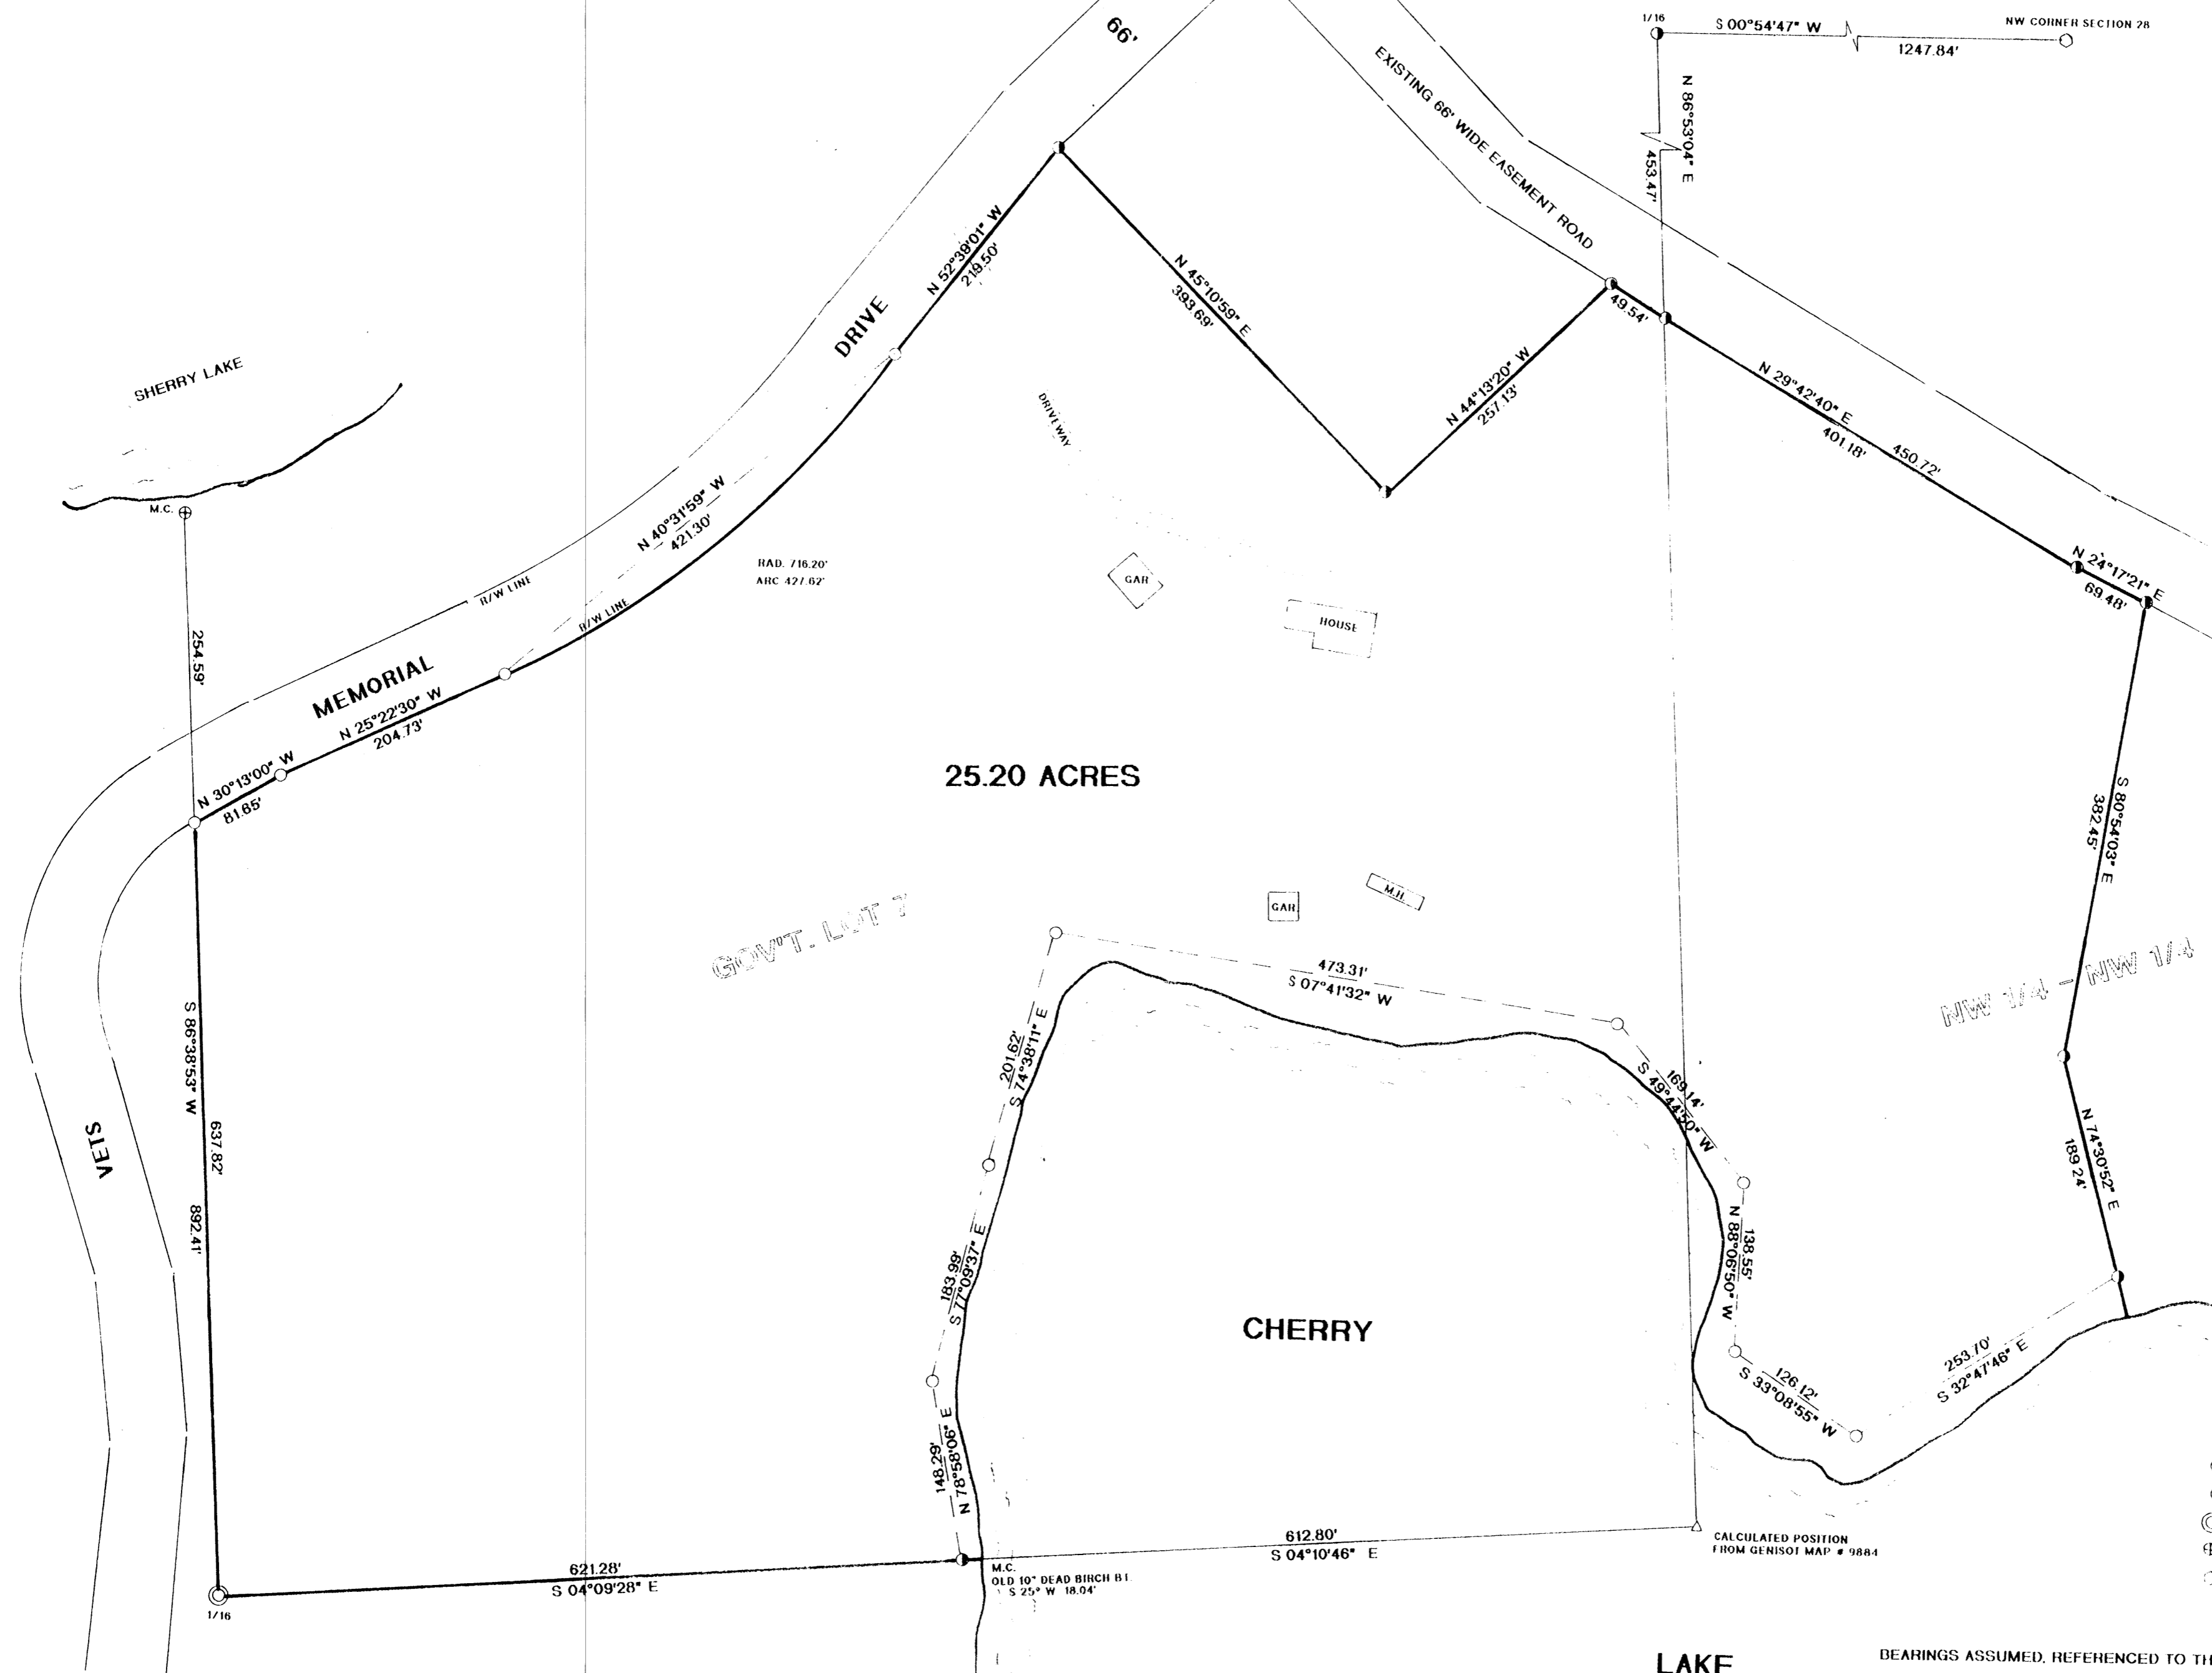 66'
1/16
S 00°54'47" W
NW CORNER SECTION 28
1247.84'
EXISTING 66' WIDE EASEMENT ROAD
N 86°53'04" E
453.47'
N 52°38'01" W
219.50'
N 45°10'59" E
393.69'
49.54'
DRIVE
SHERRY LAKE
N 44°13'20" W
257.13'
N 29°42'40" E
401.18'
450.72'
DRIVEWAY
M.C.
N 40°31'59" W
421.30'
RAD. 716.20'
ARC 427.62'
GAR
HOUSE
N 24°17'21" E
69.48'
R/W LINE
R/W LINE
254.59'
MEMORIAL
N 25°22'30" W
204.73'
N 30°13'00" W
81.65'
25.20 ACRES
S 80°54'03" E
382.45'
GAR
M.H.
GOV'T. LOT 7
473.31'
S 07°41'32" W
NW 1/4 - NW 1/4
S 86°38'53" W
637.82'
892.41'
201.62'
S 74°38'11" E
169.14'
S 49°44'50" W
VETS
N 74°30'52" E
189.24'
183.99'
S 77°09'37" E
138.55'
N 88°06'50" W
CHERRY
126.12'
S 33°08'55" W
253.70'
S 32°47'46" E
148.29'
N 78°58'06" E
612.80'
S 04°10'46" E
CALCULATED POSITION
FROM GENISOT MAP # 9884
621.28'
S 04°09'28" E
M.C.
OLD 10" DEAD BIRCH B.T.
S 25° W 18.04'
1/16
LAKE
BEARINGS ASSUMED, REFERENCED TO